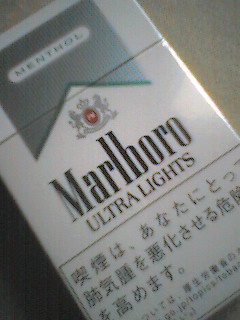 MENTHOL
Marlboro
ULTRA LIGHTS
喫煙は、あなたにとっ
肺気腫を悪化させる危険
を高めます。